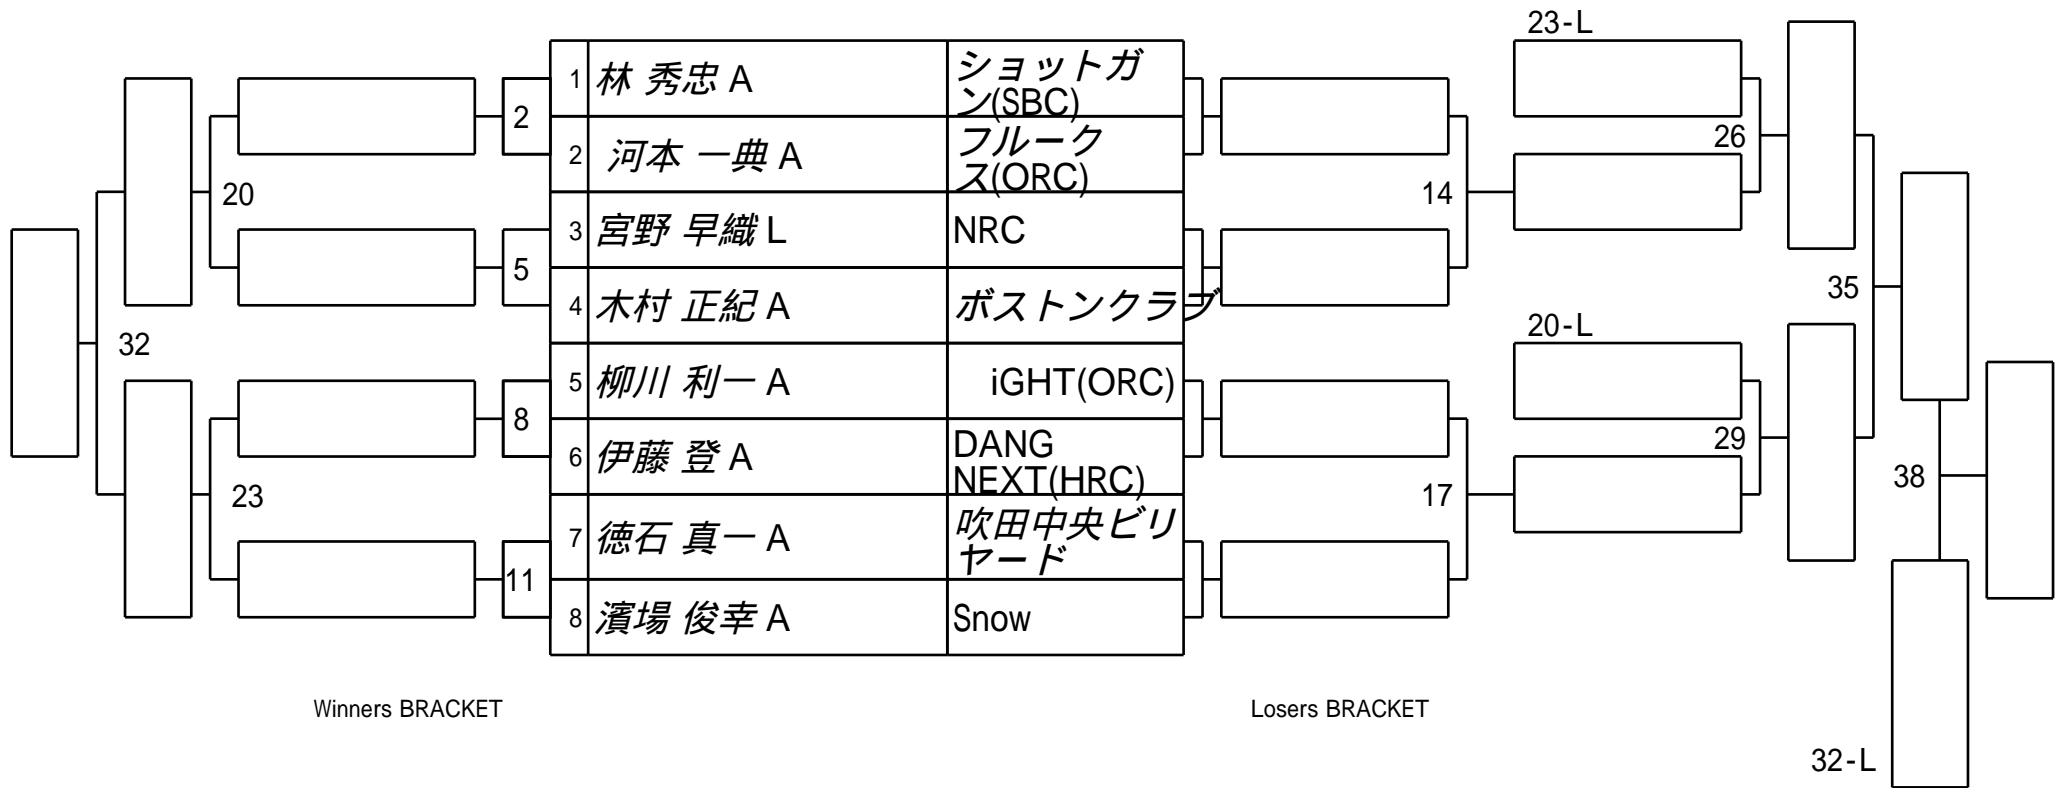 23-L
1 林 秀忠 A ショットガ
ン(SBC)
2
2 河本 一典 A フルーク
ス(ORC)
26
20
14
3 宮野 早織 L NRC
5
4 木村 正紀 A ボストンクラブ
35
32
20-L
5 柳川 利一 A iGHT(ORC)
8
6 伊藤 登 A DANG
NEXT(HRC)
29
38
23
17
7 徳石 真一 A 吹田中央ビリ
ヤード
11
8 濱場 俊幸 A Snow
Winners BRACKET
Losers BRACKET
32-L